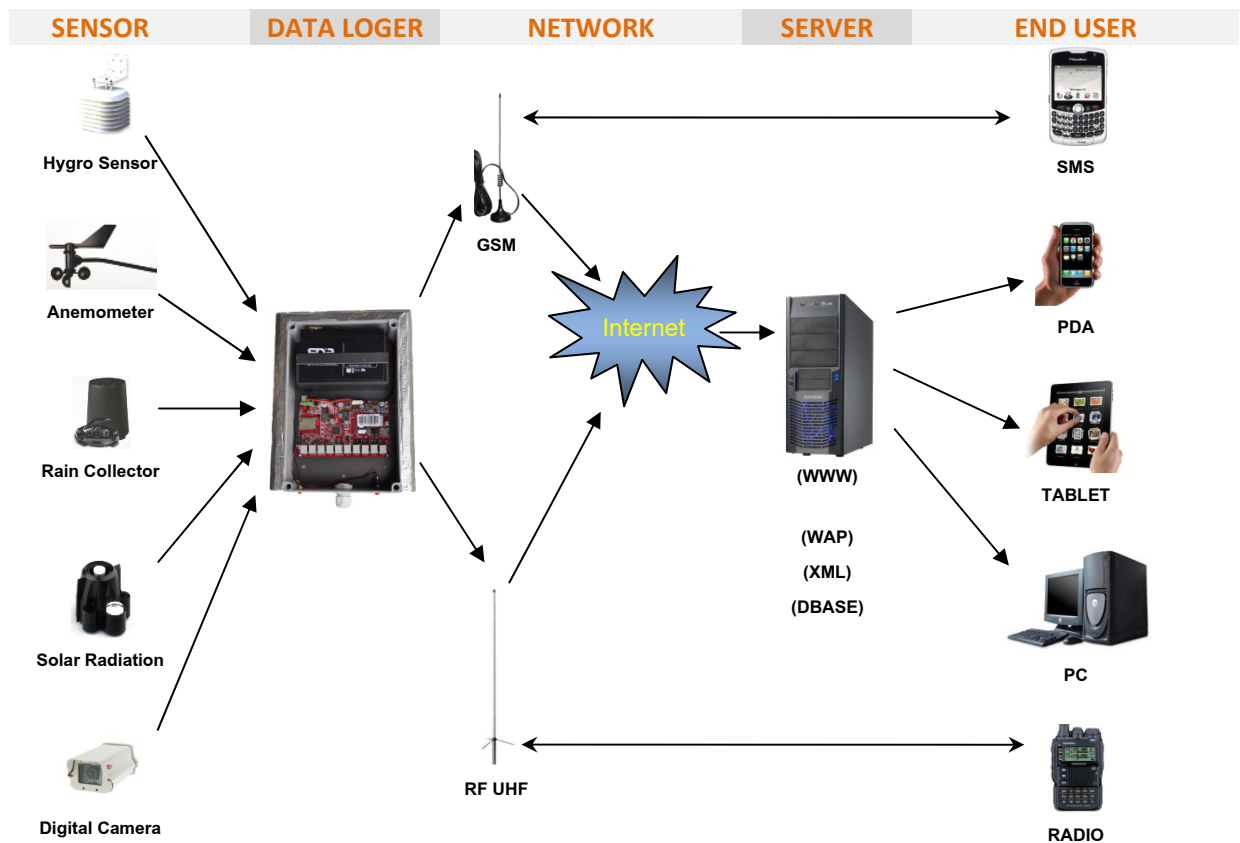 SENSOR
DATA LOGER
NETWORK
SERVER
END USER
Hygro Sensor
Anemometer
Rain Collector
Solar Radiation
Digital Camera
GSM
Internet
RF UHF
(WWW)
(WAP)
(XML)
(DBASE)
SMS
PDA
TABLET
PC
RADIO